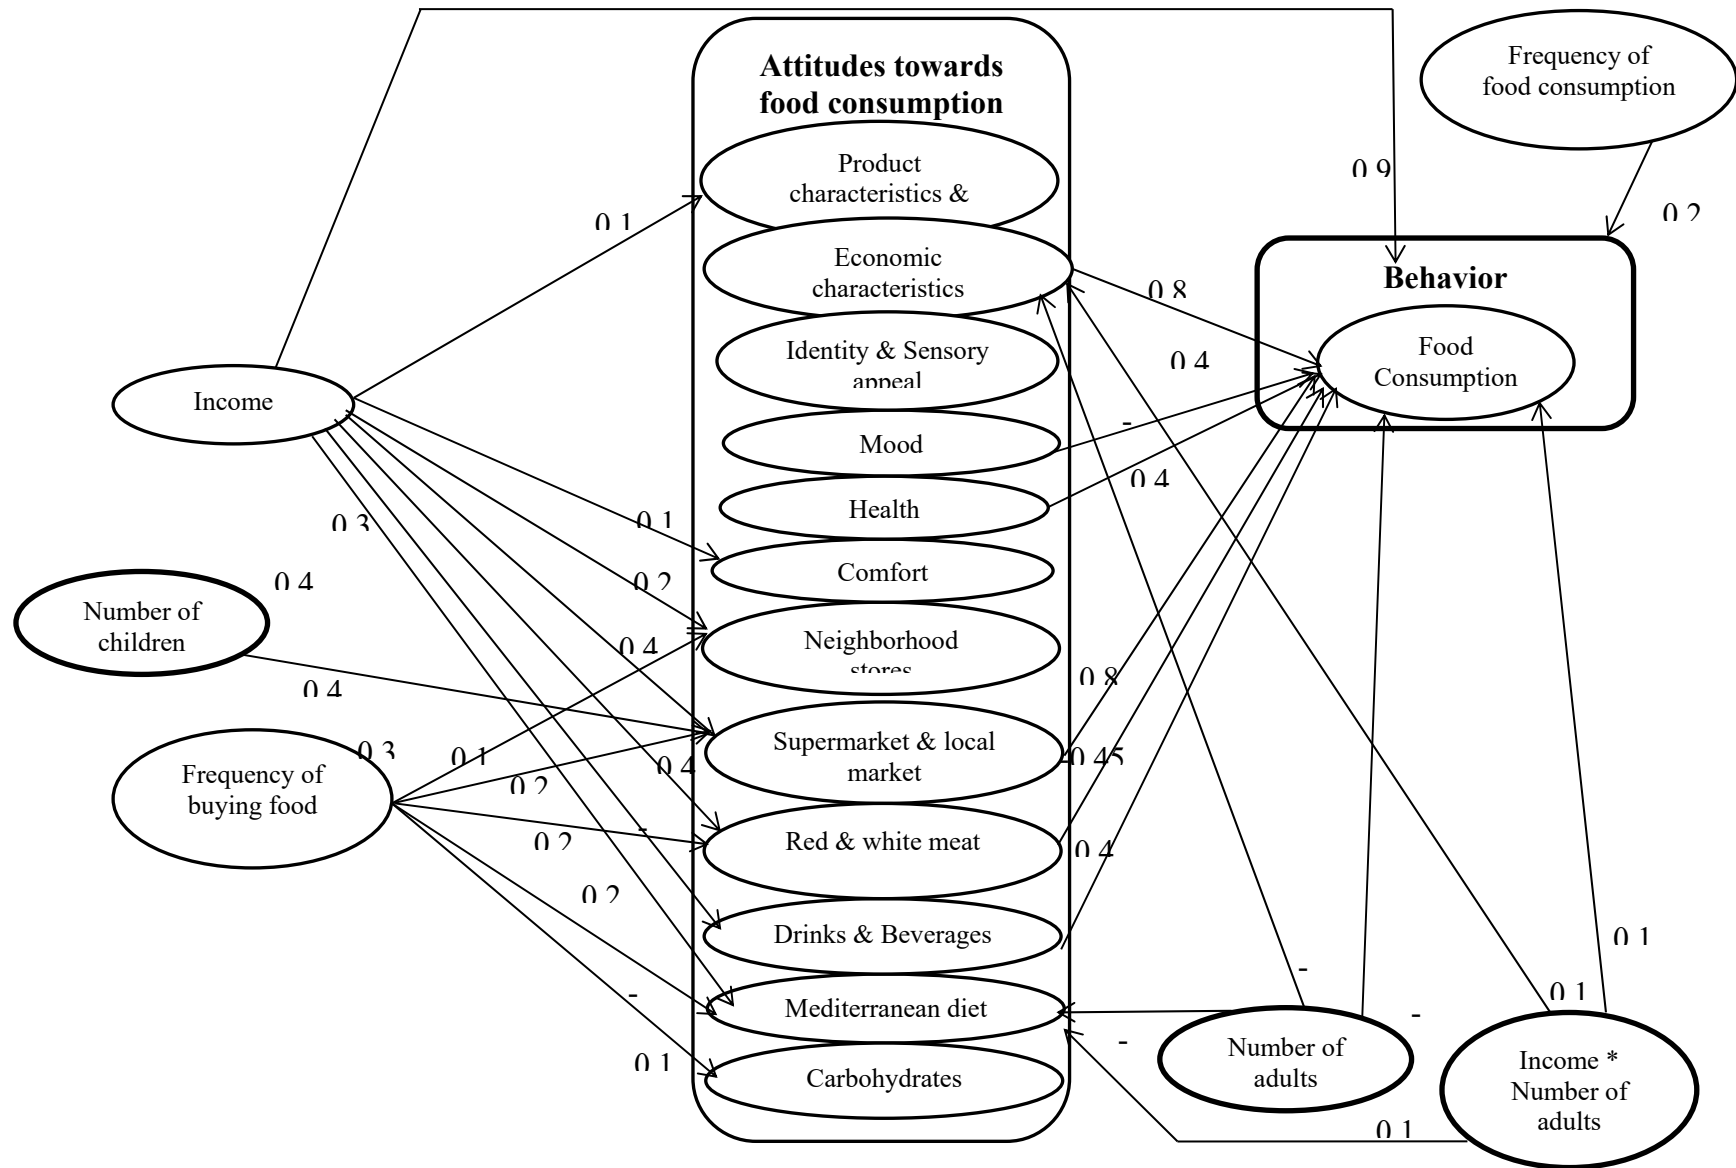 Attitudes towards
food consumption
Frequency of
food consumption
Product
characteristics &
0.9
0.1
0.2
Economic
characteristics
Behavior
0.8
Identity & Sensory
appeal
0.4
Food
Consumption
Income
-
Mood
0.4
Health
0.3
0.1
Comfort
0.4
0.2
Number of
children
0.4
Neighborhood
stores
0.4
0.8
0.3
0.1
0.4
Supermarket & local
market
0.45
Frequency of
buying food
0.2
-
0.2
Red & white meat
0.4
0.2
Drinks & Beverages
0.1
-
-
0.1
-
Mediterranean diet
-
Number of
adults
Income *
Number of
adults
0.1
Carbohydrates
0.1